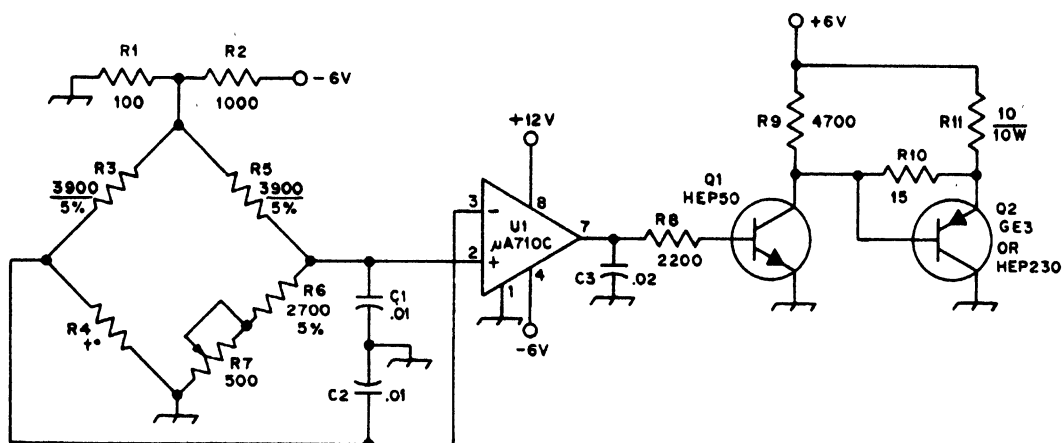 +6V
R1
R2
-6V
100
1000
+12V
R9
4700
R11
10
10W
R3
3900
5%
R5
3900
5%
R10
15
3
-
8
U1
µA710C
7
2
+
4
1
R8
2200
Q1
HEP50
Q2
GE3
OR
HEP230
C3
.02
-6V
R6
2700
5%
C1
.01
R4
t°
R7
500
C2
.01